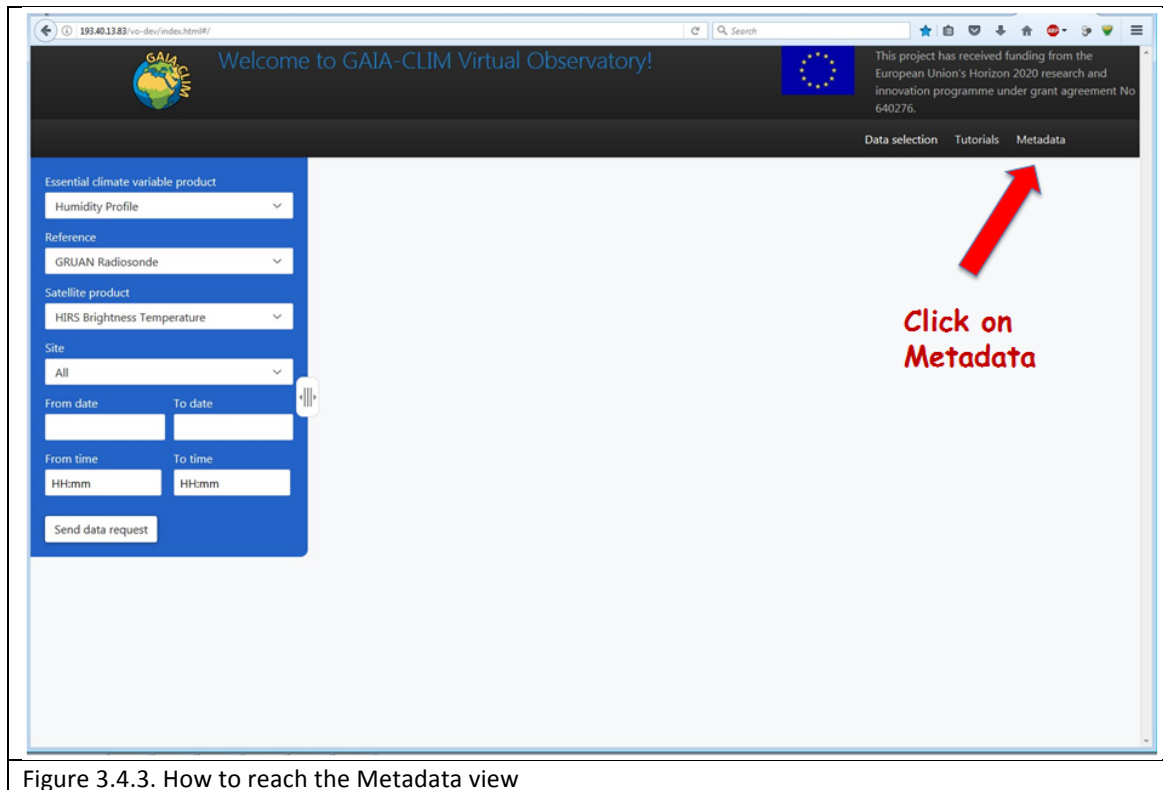 193.40.13.83/vo-dev/index.html#/
Search
ABP
GAIA-CLIM
Welcome to GAIA-CLIM Virtual Observatory!
This project has received funding from the
European Union's Horizon 2020 research and
innovation programme under grant agreement No
640276.
Data selection Tutorials Metadata
Essential climate variable product
Humidity Profile
Reference
GRUAN Radiosonde
Satellite product
HIRS Brightness Temperature
Site
All
From date To date
From time To time
HH:mm HH:mm
Send data request
Click on
Metadata
Figure 3.4.3. How to reach the Metadata view